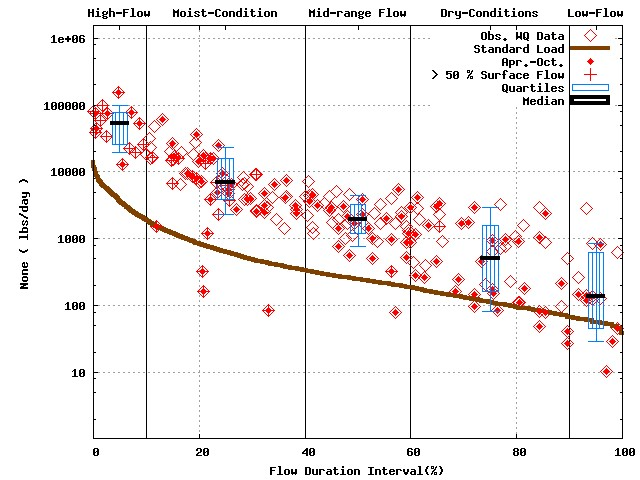 High-Flow Moist-Condition Mid-range Flow Dry-Conditions Low-Flow
1e+06
Obs. WQ Data
Standard Load
Apr.-Oct.
> 50 % Surface Flow
Quartiles
Median
100000
10000
1000
100
10
None ( lbs/day )
0 20 40 60 80 100
Flow Duration Interval(%)